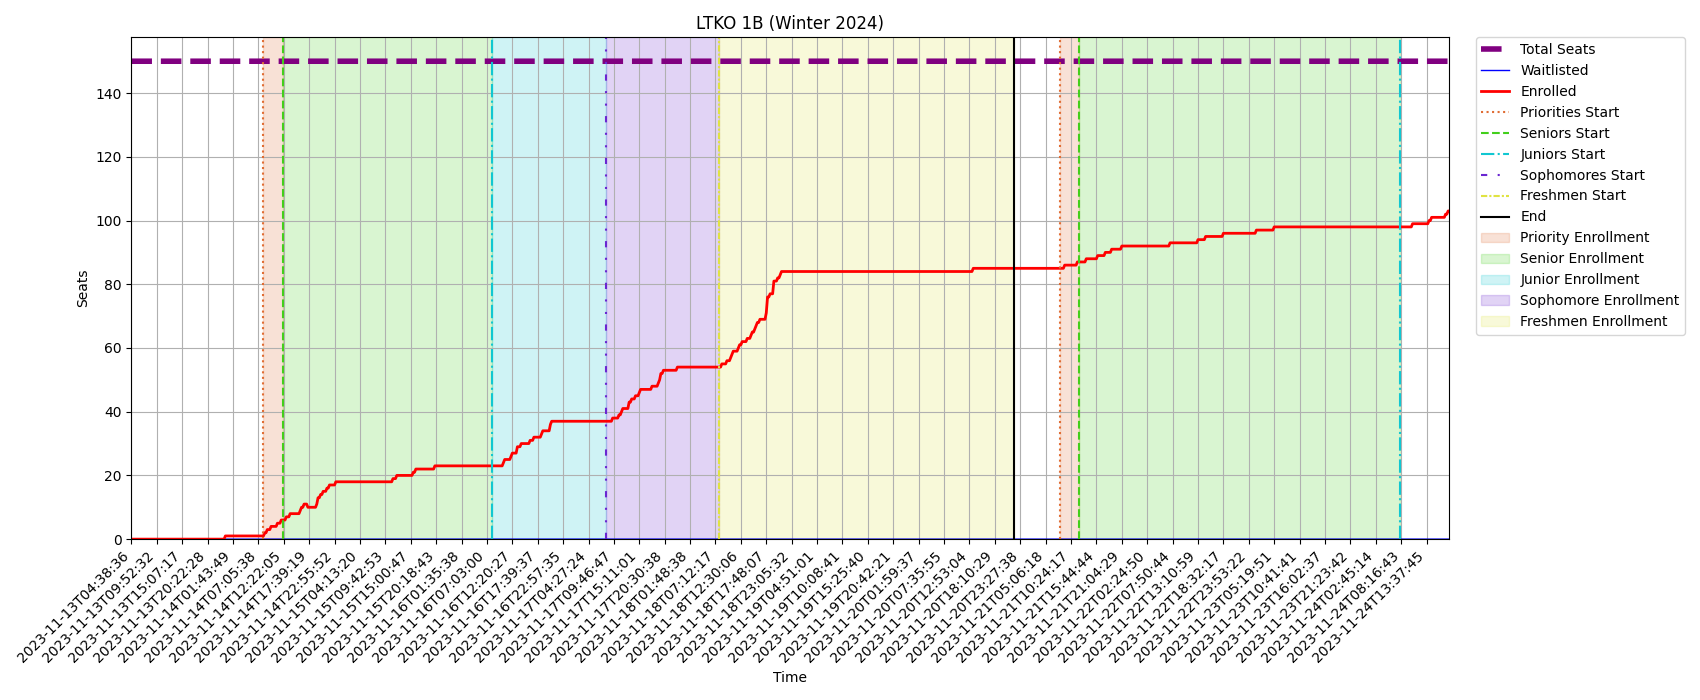 LTKO 1B (Winter 2024)
Seats
140
120
100
80
60
40
20
0
2023-11-13T04:38:36
2023-11-13T09:52:32
2023-11-13T15:07:17
2023-11-13T20:22:28
2023-11-14T01:43:49
2023-11-14T07:05:38
2023-11-14T12:22:05
2023-11-14T17:39:19
2023-11-14T22:55:52
2023-11-15T04:13:20
2023-11-15T09:42:53
2023-11-15T15:00:47
2023-11-15T20:18:43
2023-11-16T01:35:38
2023-11-16T07:03:00
2023-11-16T12:20:27
2023-11-16T17:39:37
2023-11-16T22:57:35
2023-11-17T04:27:24
2023-11-17T09:46:47
2023-11-17T15:11:01
2023-11-17T20:30:38
2023-11-18T01:48:38
2023-11-18T07:12:17
2023-11-18T12:30:06
2023-11-18T17:48:07
2023-11-18T23:05:32
2023-11-19T04:51:01
2023-11-19T10:08:41
2023-11-19T15:25:40
2023-11-19T20:42:21
2023-11-20T01:59:37
2023-11-20T07:35:55
2023-11-20T12:53:04
2023-11-20T18:10:29
2023-11-20T23:27:38
2023-11-21T05:06:18
2023-11-21T10:24:17
2023-11-21T15:44:44
2023-11-21T21:04:29
2023-11-22T02:24:50
2023-11-22T07:50:44
2023-11-22T13:10:59
2023-11-22T18:32:17
2023-11-22T23:53:22
2023-11-23T05:19:51
2023-11-23T10:41:41
2023-11-23T16:02:37
2023-11-23T21:23:42
2023-11-24T02:45:14
2023-11-24T08:16:43
2023-11-24T13:37:45
Time
Total Seats
Waitlisted
Enrolled
Priorities Start
Seniors Start
Juniors Start
Sophomores Start
Freshmen Start
End
Priority Enrollment
Senior Enrollment
Junior Enrollment
Sophomore Enrollment
Freshmen Enrollment